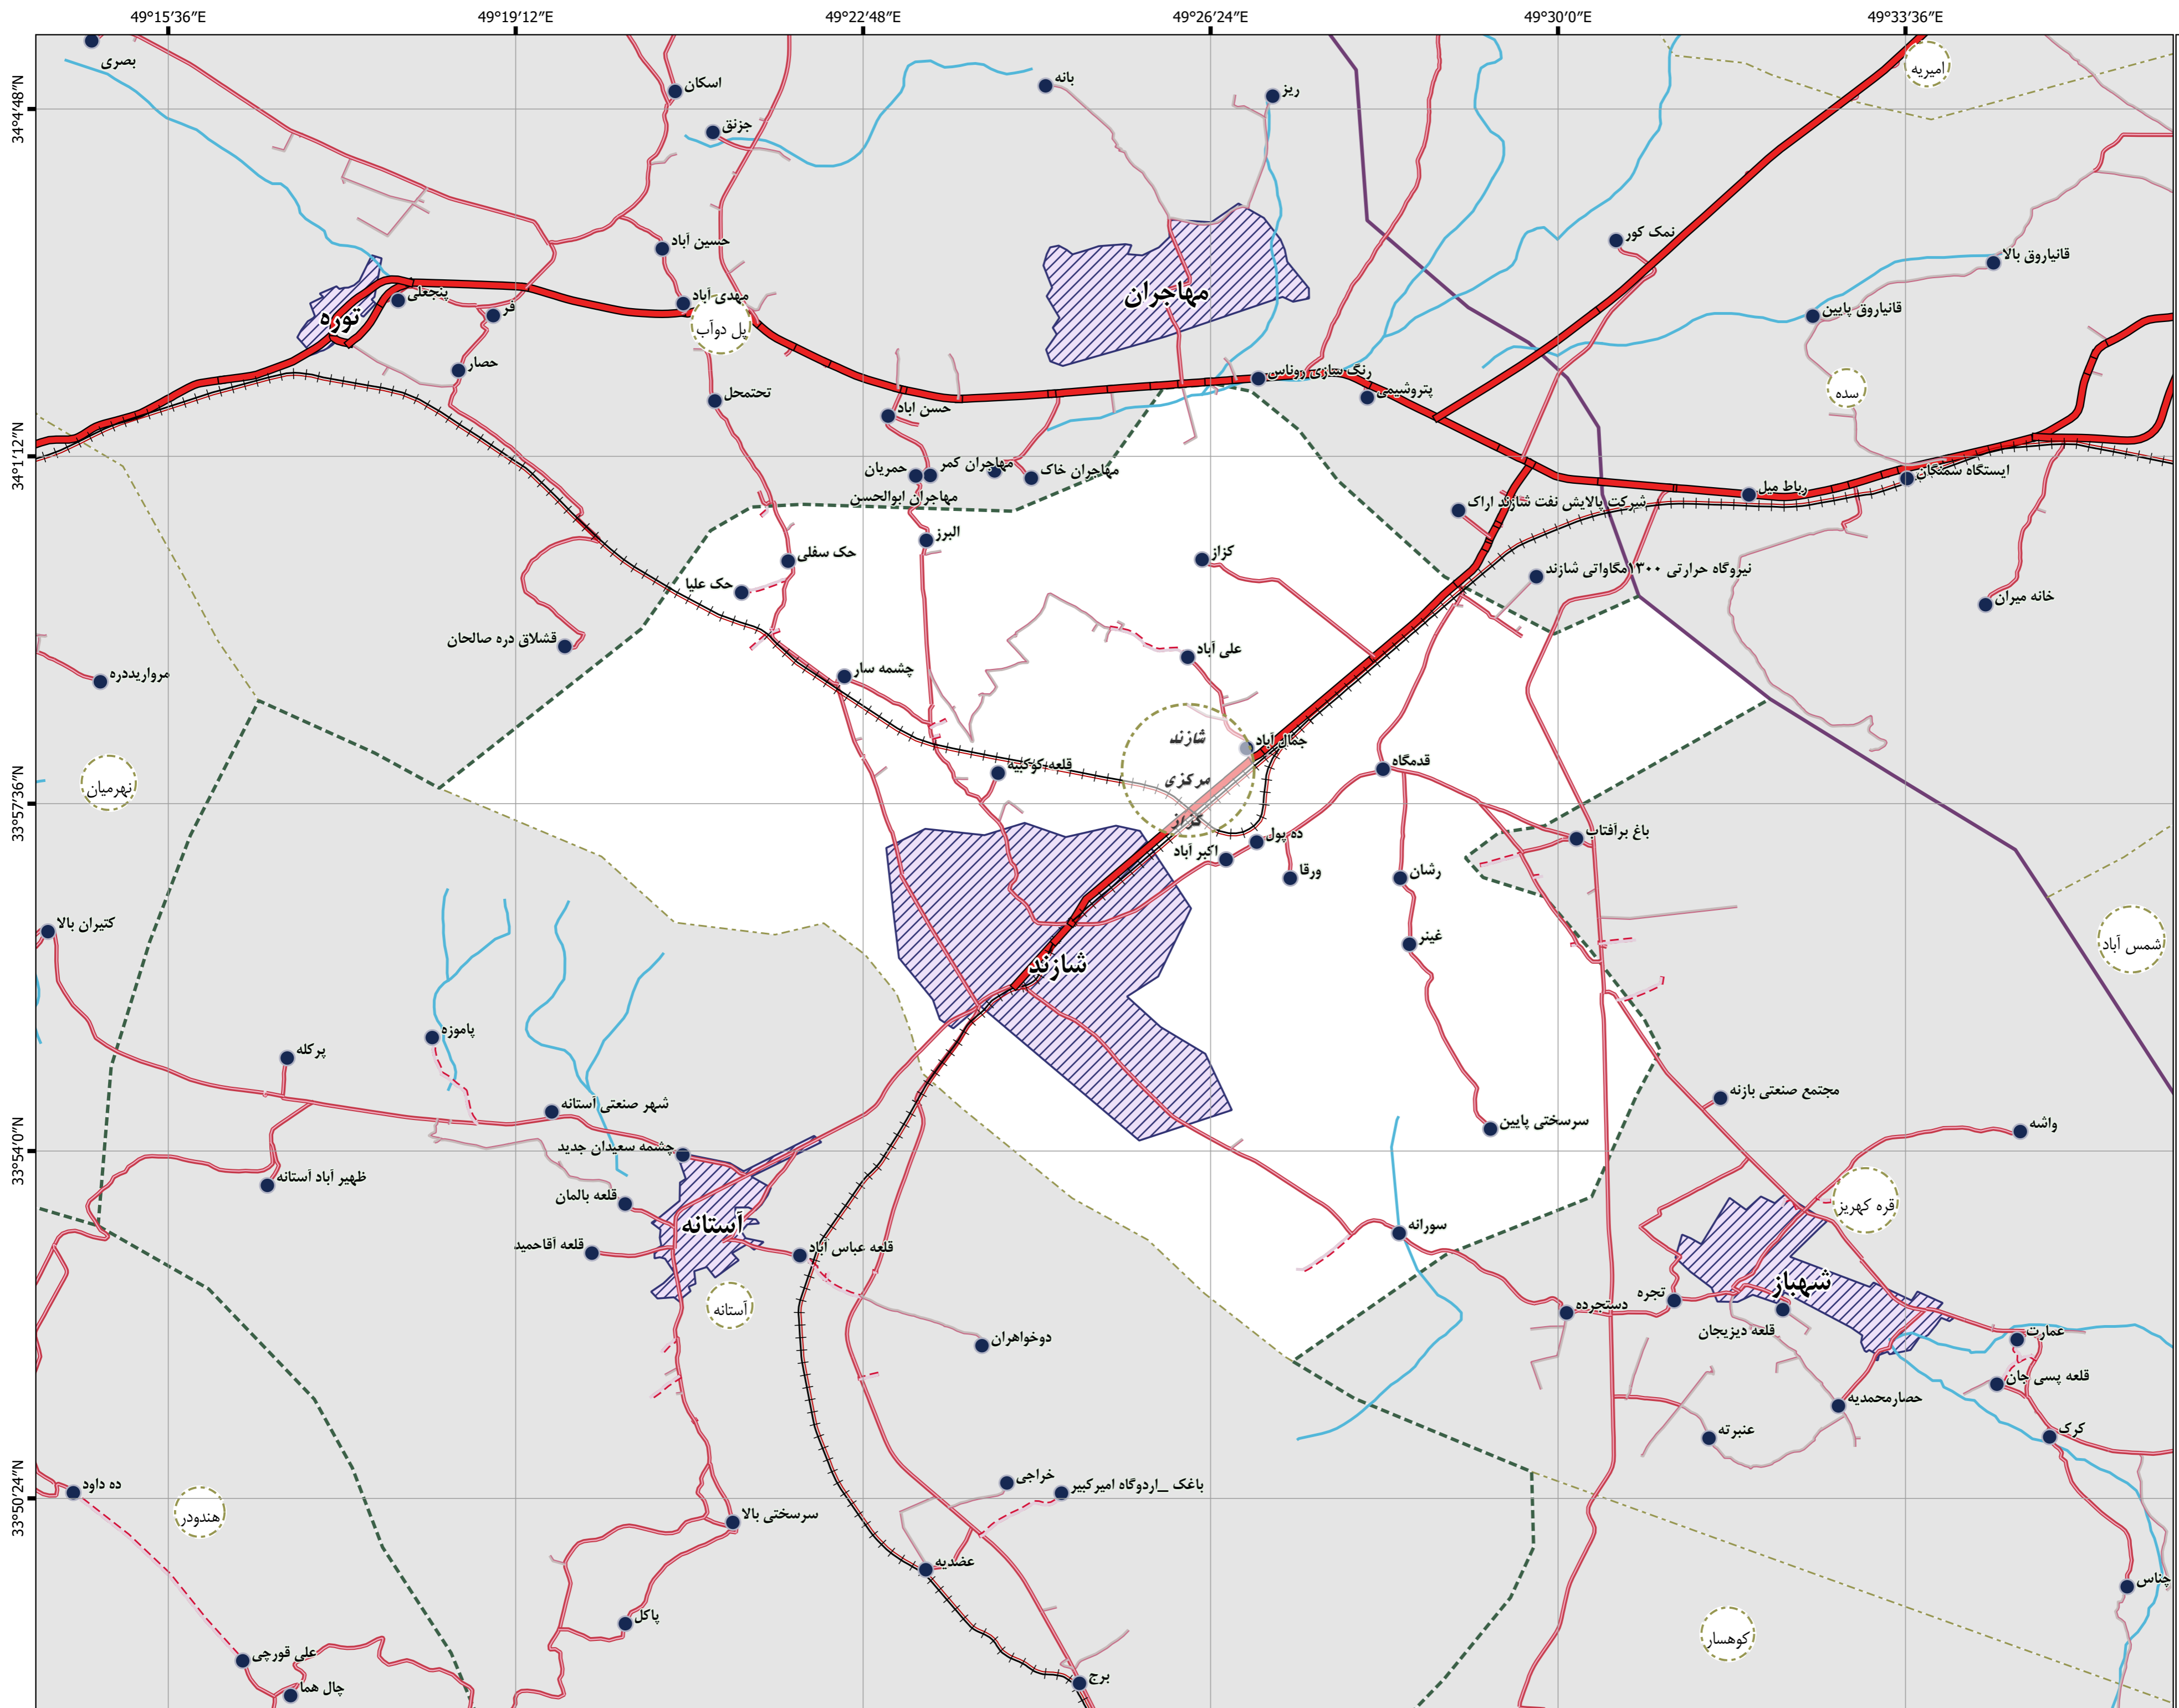 49°15'36"E
49°19'12"E
49°22'48"E
49°26'24"E
49°30'0"E
49°33'36"E
34°4'48"N
34°1'12"N
33°57'36"N
33°54'0"N
33°50'24"N
بصری
اسکان
بانه
ریز
امیریه
جزنق
حسین آباد
نمک کور
قانیاروق بالا
پنجعلی
مهدی آباد
مهاجران
توره
فر
پل دوآب
قانیاروق پایین
حصار
رنگ سازی روناس
پتروشیمی
سده
تختمحل
حسن اباد
حمریان
مهاجران کمر
مهاجران خاک
ایستگاه سمنگان
مهاجران ابوالحسن
رباط میل
شرکت پالایش نفت شازند اراک
البرز
حک سفلی
کزاز
حک علیا
نیروگاه حرارتی ۱۳۰۰مگاواتی شازند
خانه میران
قشلاق دره صالحان
علی آباد
مرواریددره
چشمه سار
شازند
جمال آباد
مرکزی
قدمگاه
قلعه کوکبیه
نهرمیان
کزاز
ده پول
باغ برآفتاب
اکبر آباد
ورقا
رشان
کتیران بالا
غینر
شمس آباد
شازند
پاموزه
پرکله
شهر صنعتی آستانه
مجتمع صنعتی بازنه
سرسختی پایین
واشه
چشمه سعیدان جدید
ظهیر آباد آستانه
قلعه بالمان
قره کهریز
آستانه
سورانه
قلعه آقاحمید
قلعه عباس آباد
شهباز
تجره
آستانه
دستجرده
قلعه دیزیجان
عمارت
دوخواهران
قلعه پسی جان
حصارمحمدیه
عنبرته
کرک
خراجی
باغک _اردوگاه امیرکبیر
ده داود
هندودر
سرسختی بالا
عضدیه
چناس
پاکل
کوهسار
علی قورچی
برج
چال هما